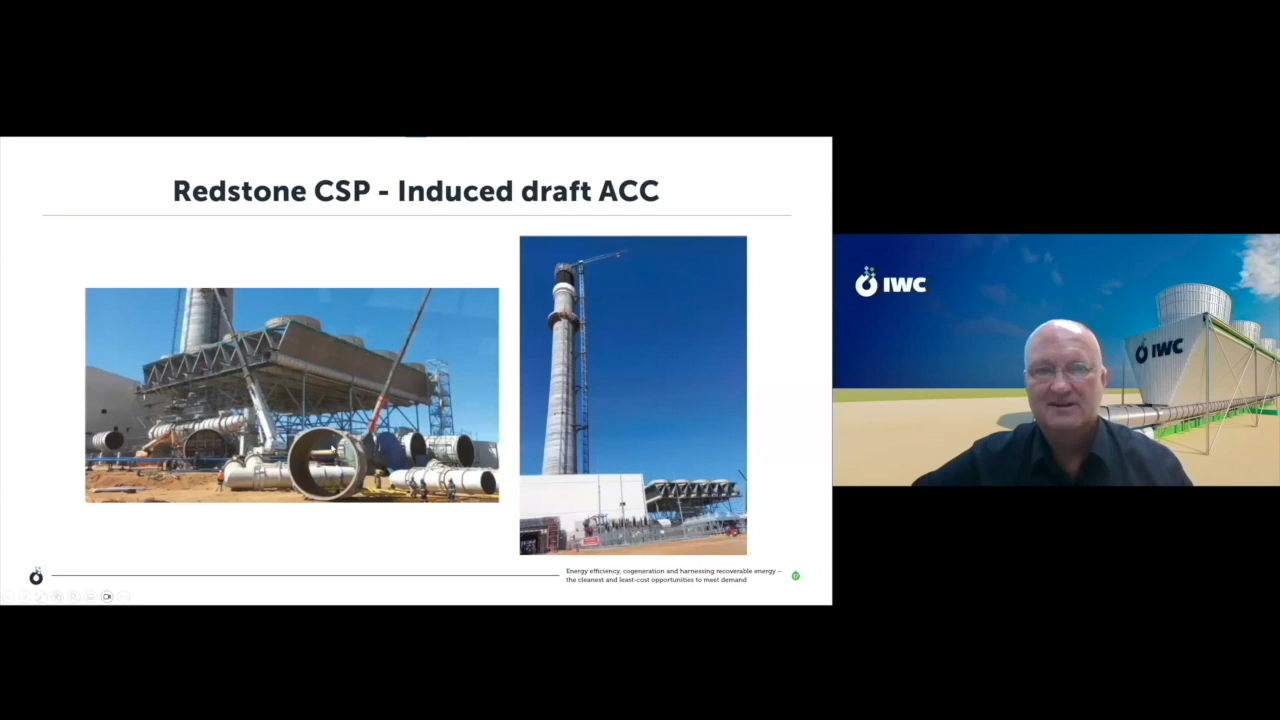 Redstone CSP - Induced draft ACC
IWC
IWC
Energy efficiency, cogeneration and harnessing recoverable energy –
the cleanest and least-cost opportunities to meet demand